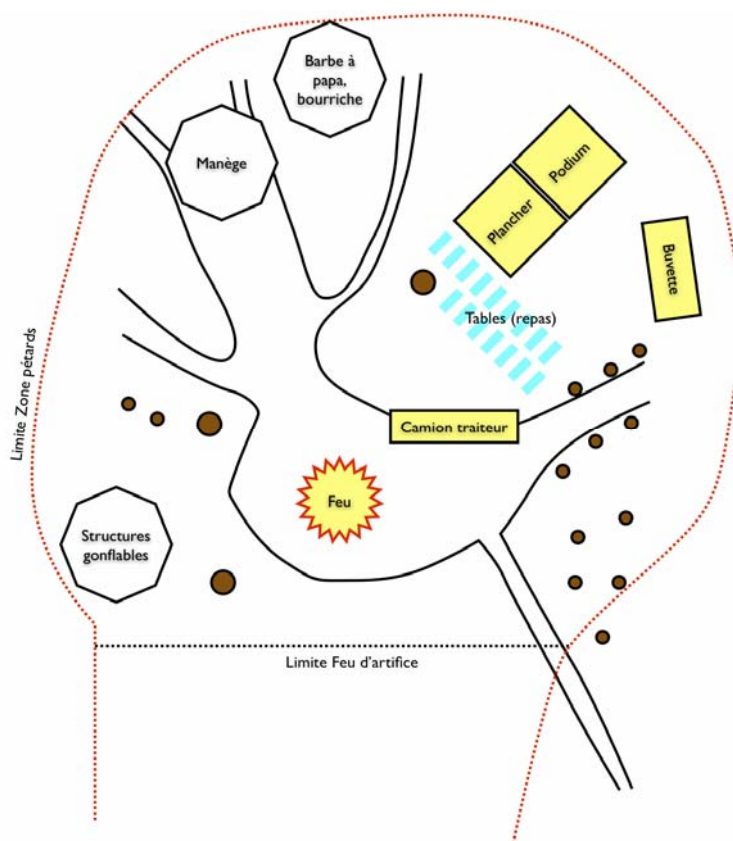 Barbe à
papa,
bourriche
Manège
Podium
Plancher
Buvette
Tables (repas)
Limite Zone pétards
Camion traiteur
Feu
Structures
gonflables
Limite Feu d'artifice